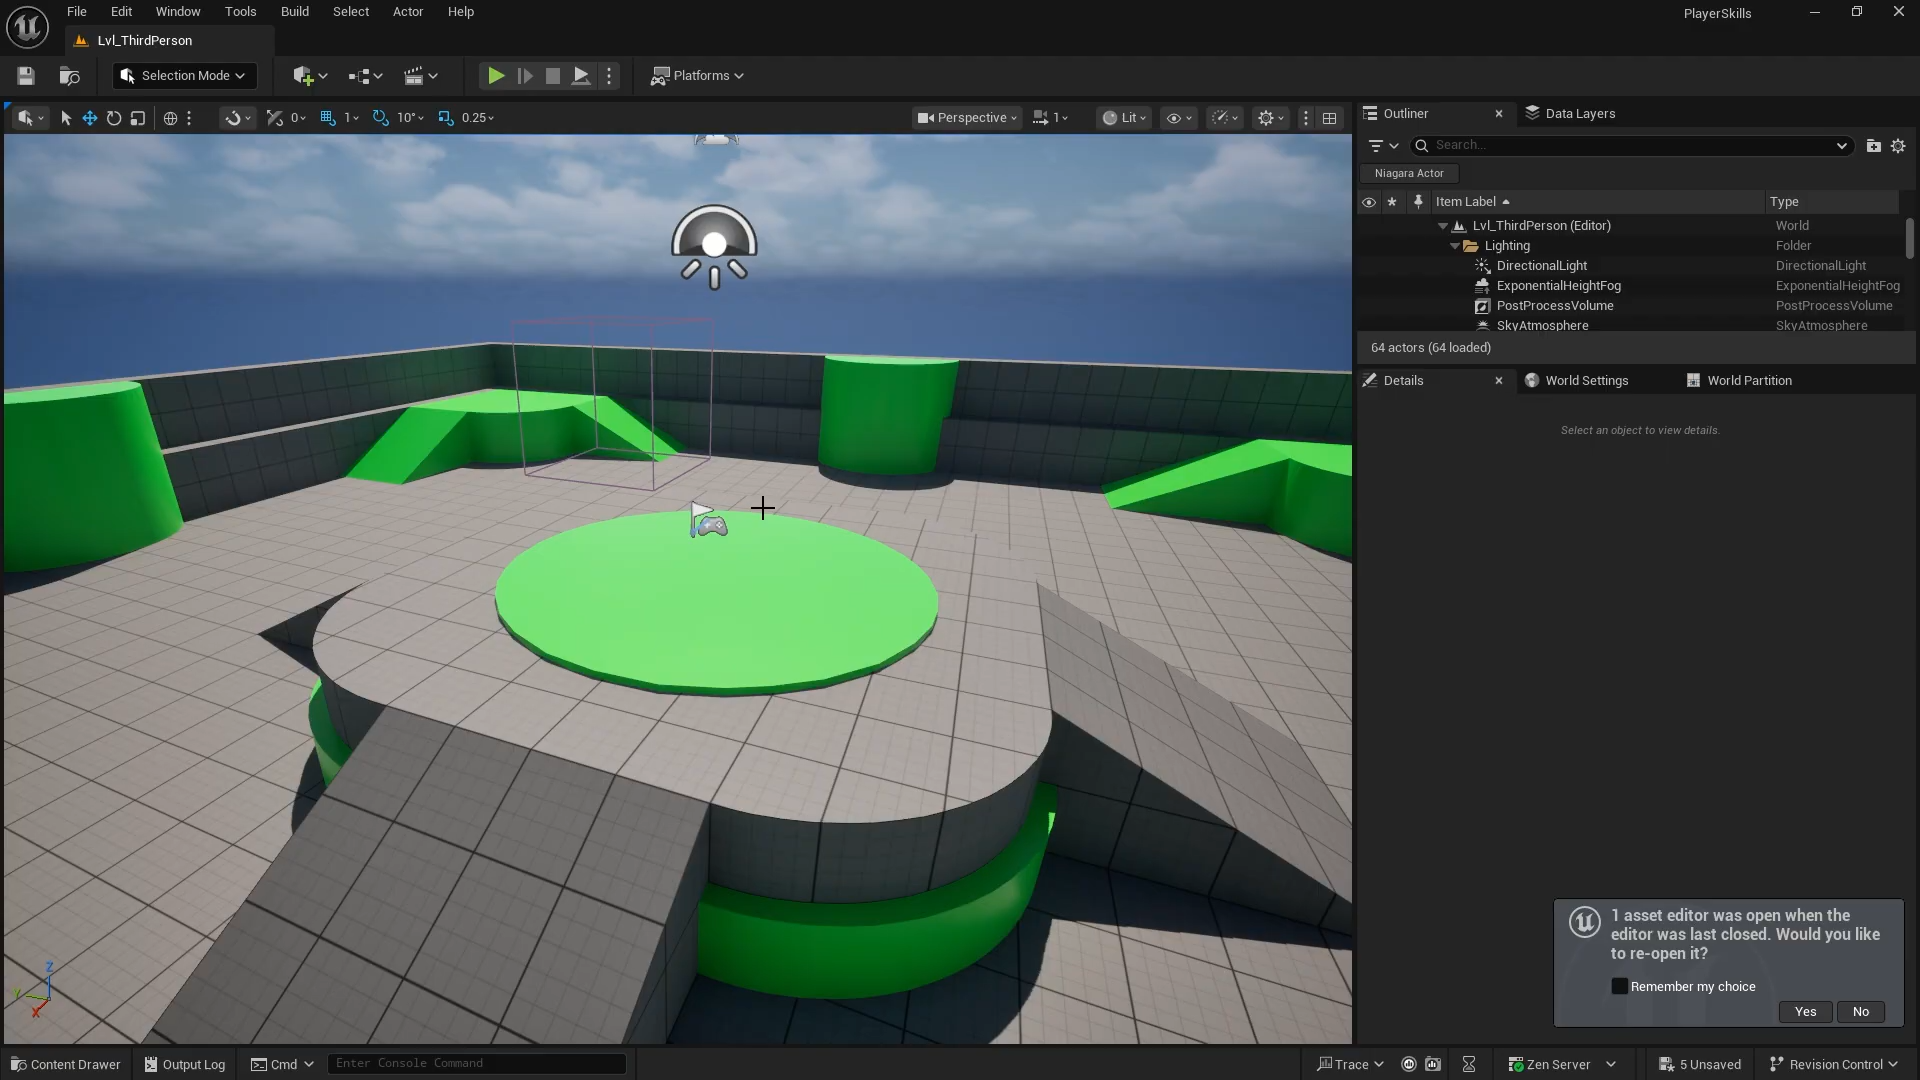 File Edit Window Tools Build Select Actor Help
PlayerSkills
Lvl_ThirdPerson
Selection Mode
Platforms
0 1 10° 0.25
Perspective 1 Lit
Outliner
Data Layers
Search...
Niagara Actor
Item Label Type
Lvl_ThirdPerson (Editor) World
Lighting Folder
DirectionalLight DirectionalLight
ExponentialHeightFog ExponentialHeightFog
PostProcessVolume PostProcessVolume
SkyAtmosphere SkyAtmosphere
64 actors (64 loaded)
Details
World Settings
World Partition
Select an object to view details.
1 asset editor was open when the
editor was last closed. Would you like
to re-open it?
Remember my choice
Yes No
Z
Y
X
Content Drawer Output Log Cmd Enter Console Command Trace Zen Server 5 Unsaved Revision Control